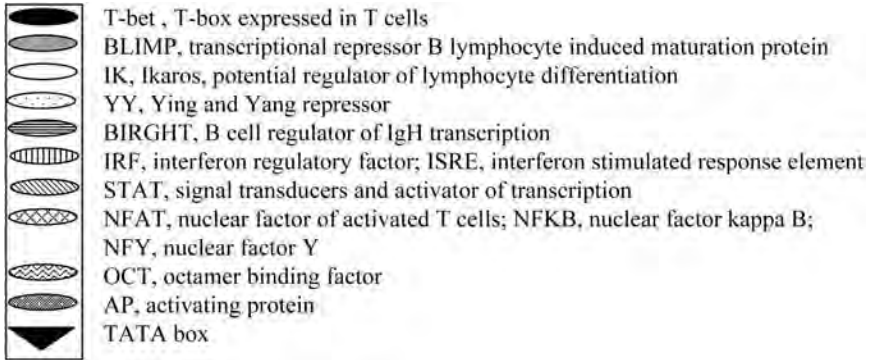 T-bet , T-box expressed in T cells
BLIMP, transcriptional repressor B lymphocyte induced maturation protein
IK, Ikaros, potential regulator of lymphocyte differentiation
YY, Ying and Yang repressor
BIRGHT, B cell regulator of IgH transcription
IRF, interferon regulatory factor; ISRE, interferon stimulated response element
STAT, signal transducers and activator of transcription
NFAT, nuclear factor of activated T cells; NFKB, nuclear factor kappa B;
NFY, nuclear factor Y
OCT, octamer binding factor
AP, activating protein
TATA box